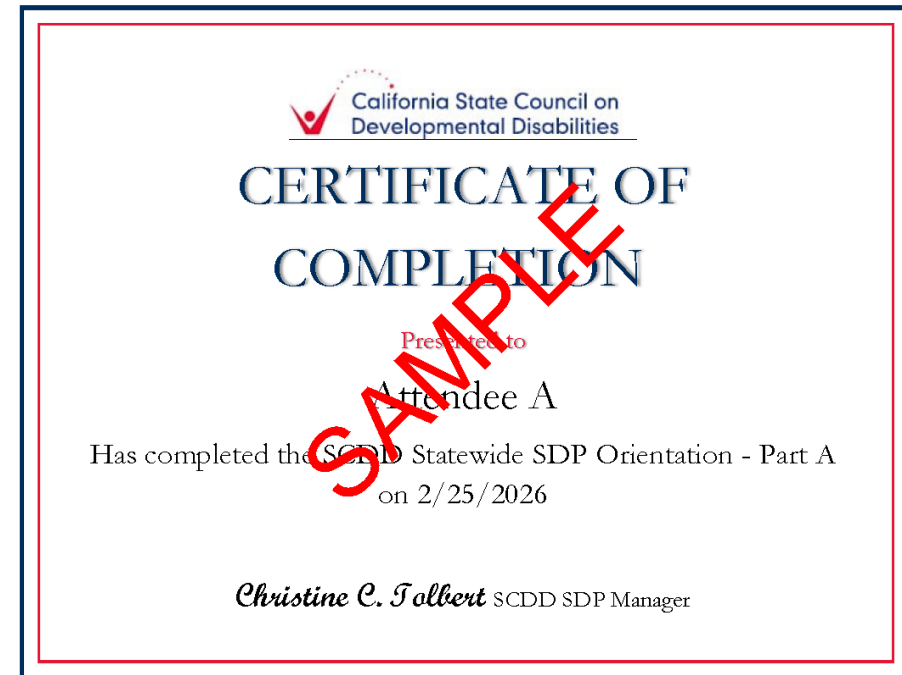 California State Council on
Developmental Disabilities
CERTIFICATE OF
COMPLETION
Presented to
Attendee A
Has completed the SCDD Statewide SDP Orientation - Part A
on 2/25/2026
Christine C. Tolbert SCDD SDP Manager
SAMPLE